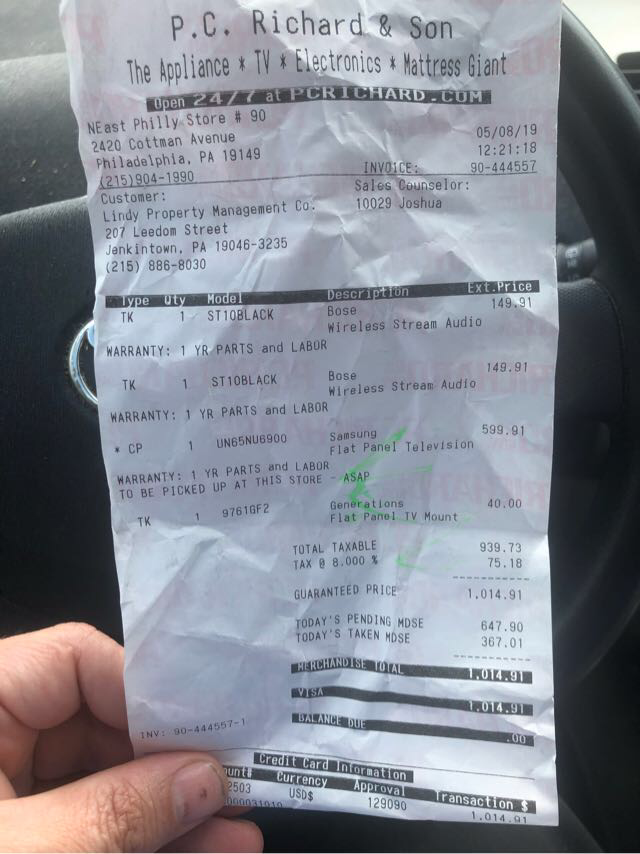 P.C. Richard & Son
The Appliance * TV * Electronics * Mattress Giant
Open 24/7 at PCRICHARD.COM
NEast Philly Store # 90
2420 Cottman Avenue 05/08/19
Philadelphia, PA 19149 12:21:18
(215)904-1990 INVOICE: 90-444557
Customer: Sales Counselor:
Lindy Property Management Co. 10029 Joshua
207 Leedom Street
Jenkintown, PA 19046-3235
(215) 886-8030
Type Qty Model Description Ext.Price
TK 1 ST10BLACK Bose 149.91
Wireless Stream Audio
WARRANTY: 1 YR PARTS and LABOR
TK 1 ST10BLACK Bose 149.91
Wireless Stream Audio
WARRANTY: 1 YR PARTS and LABOR
* CP 1 UN65NU6900 Samsung 599.91
Flat Panel Television
WARRANTY: 1 YR PARTS and LABOR
TO BE PICKED UP AT THIS STORE - ASAP
TK 1 9761GF2 Generations 40.00
Flat Panel TV Mount
TOTAL TAXABLE 939.73
TAX @ 8.000 % 75.18
GUARANTEED PRICE 1,014.91
TODAY'S PENDING MDSE 647.90
TODAY'S TAKEN MDSE 367.01
MERCHANDISE TOTAL 1,014.91
VISA 1,014.91
BALANCE DUE .00
INV: 90-444557-1
Credit Card Information
ount# Currency Approval Transaction $
2503 USD$ 129090 1,014.91
000031010